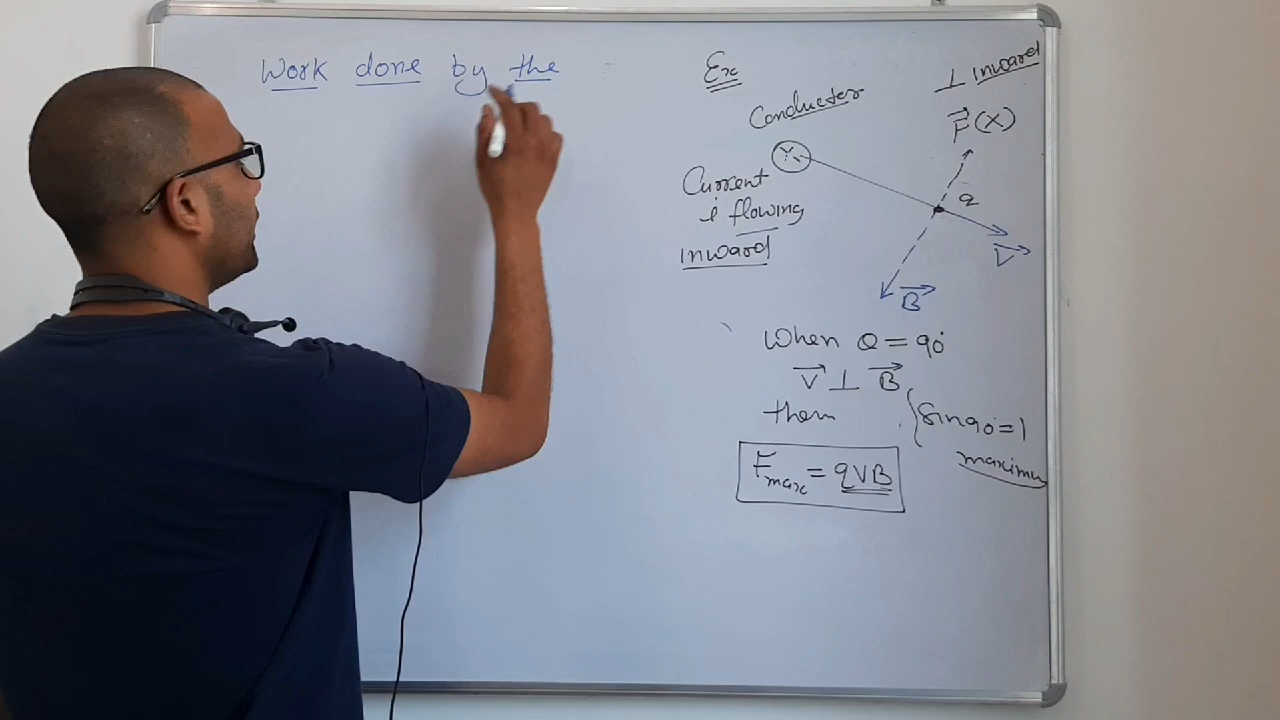 Work done by the
Ex
⊥ inward
Conductor
F⃗ (X)
Current
i flowing
inward
q
V⃗
B⃗
When θ = 90°
V⃗ ⊥ B⃗
then
{ Sin90° = 1
maximum
Fmax = qVB